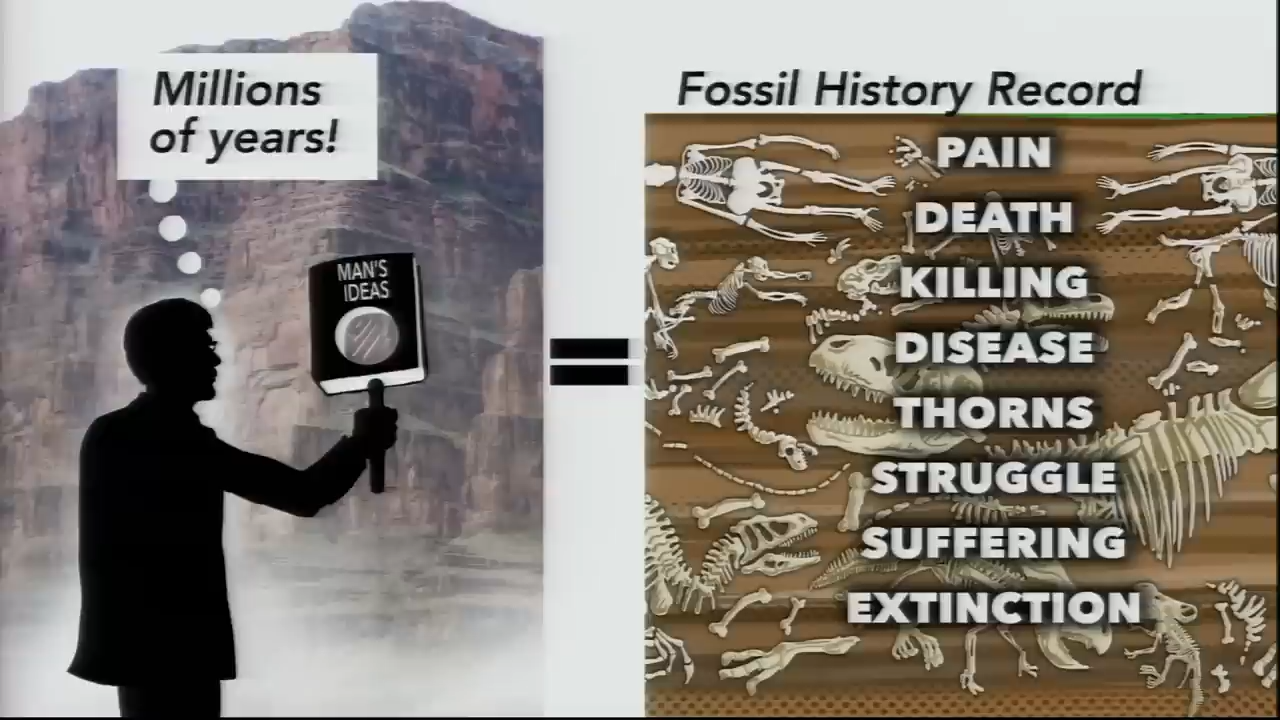 Millions
of years!
MAN'S
IDEAS
=
Fossil History Record
PAIN
DEATH
KILLING
DISEASE
THORNS
STRUGGLE
SUFFERING
EXTINCTION